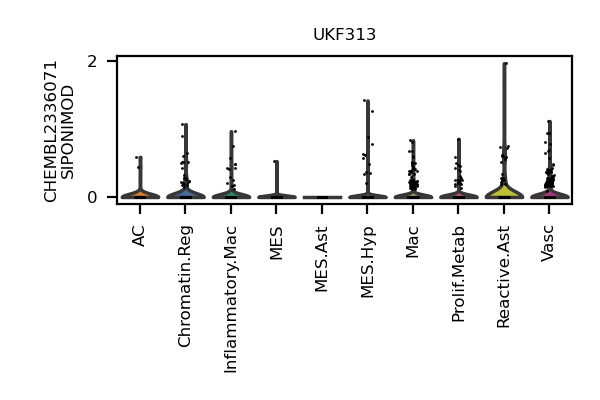 UKF313
CHEMBL2336071
SIPONIMOD
2
0
AC
Chromatin.Reg
Inflammatory.Mac
MES
MES.Ast
MES.Hyp
Mac
Prolif.Metab
Reactive.Ast
Vasc